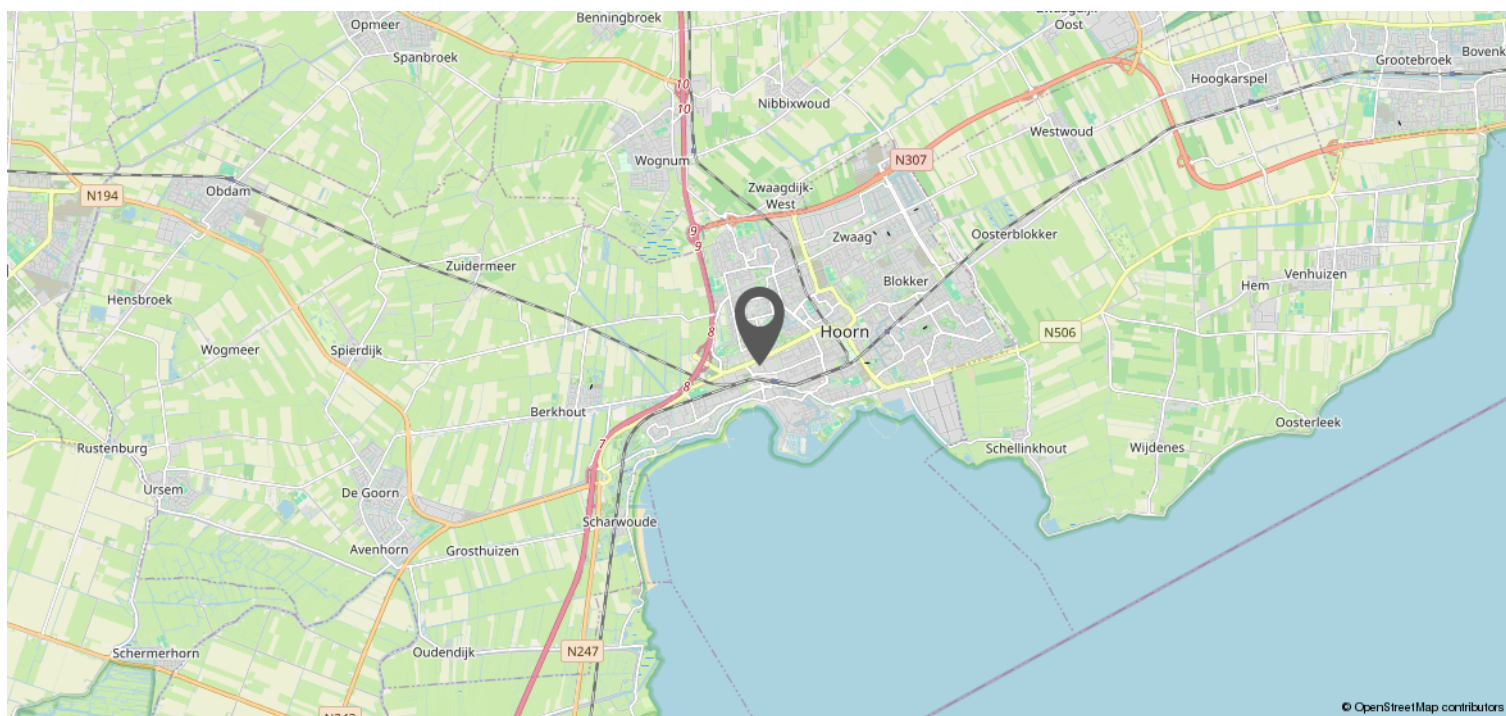 Opmeer
Benningbroek
Oost
Spanbroek
Grootebroek
Hoogkarspel
10
10
Nibbixwoud
Westwoud
Wognum
N307
Zwaagdijk-
West
N194
Obdam
9
9
Zwaag
Oosterblokker
Zuidermeer
Blokker
Venhuizen
Hem
Hensbroek
8
Hoorn
N506
Wogmeer
Spierdijk
8
Berkhout
Oosterleek
7
Rustenburg
Schellinkhout
Wijdenes
Ursem
De Goorn
Scharwoude
Avenhorn
Grosthuizen
Schermerhorn
Oudendijk
N247
© OpenStreetMap contributors